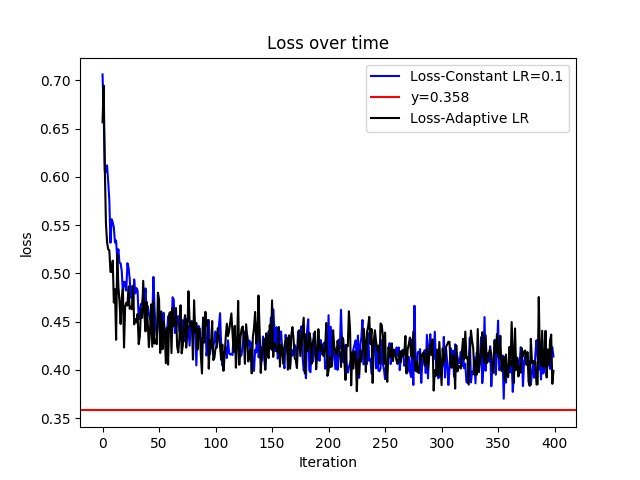 Loss over time
Loss-Constant LR=0.1
y=0.358
Loss-Adaptive LR
loss
0.70
0.65
0.60
0.55
0.50
0.45
0.40
0.35
0 50 100 150 200 250 300 350 400
Iteration